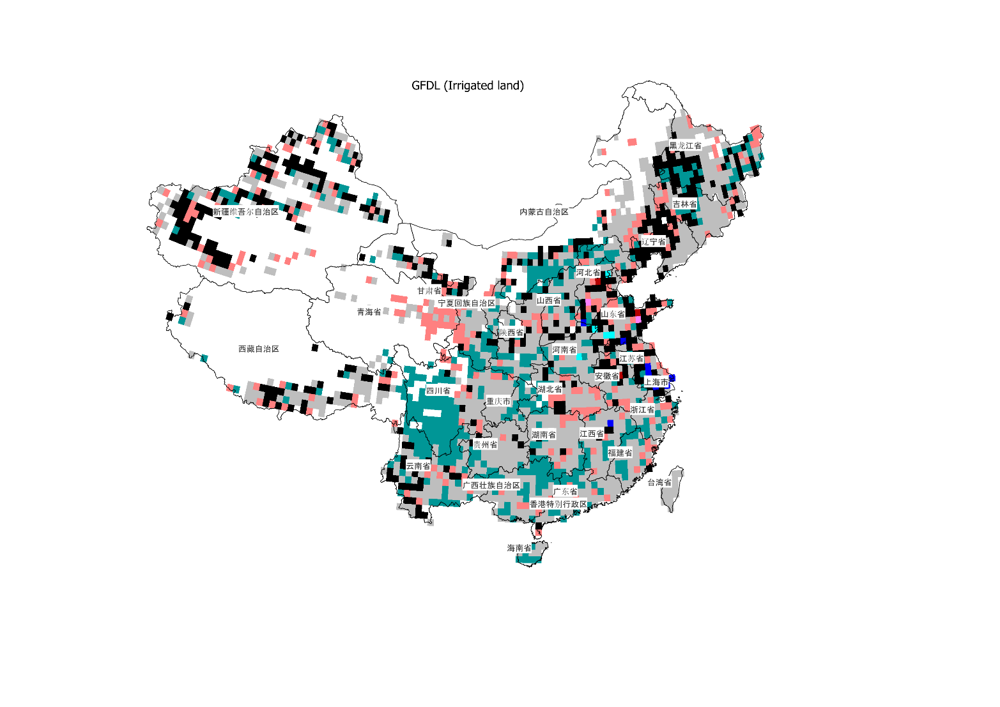 GFDL (Irrigated land)
黑龙江省
吉林省
新疆维吾尔自治区
内蒙古自治区
辽宁省
河北省
甘肃省
宁夏回族自治区
山西省
青海省
山东省
陕西省
西藏自治区
河南省
江苏省
安徽省
上海市
四川省
湖北省
重庆市
浙江省
湖南省
江西省
贵州省
福建省
云南省
广西壮族自治区
台湾省
广东省
香港特别行政区
海南省